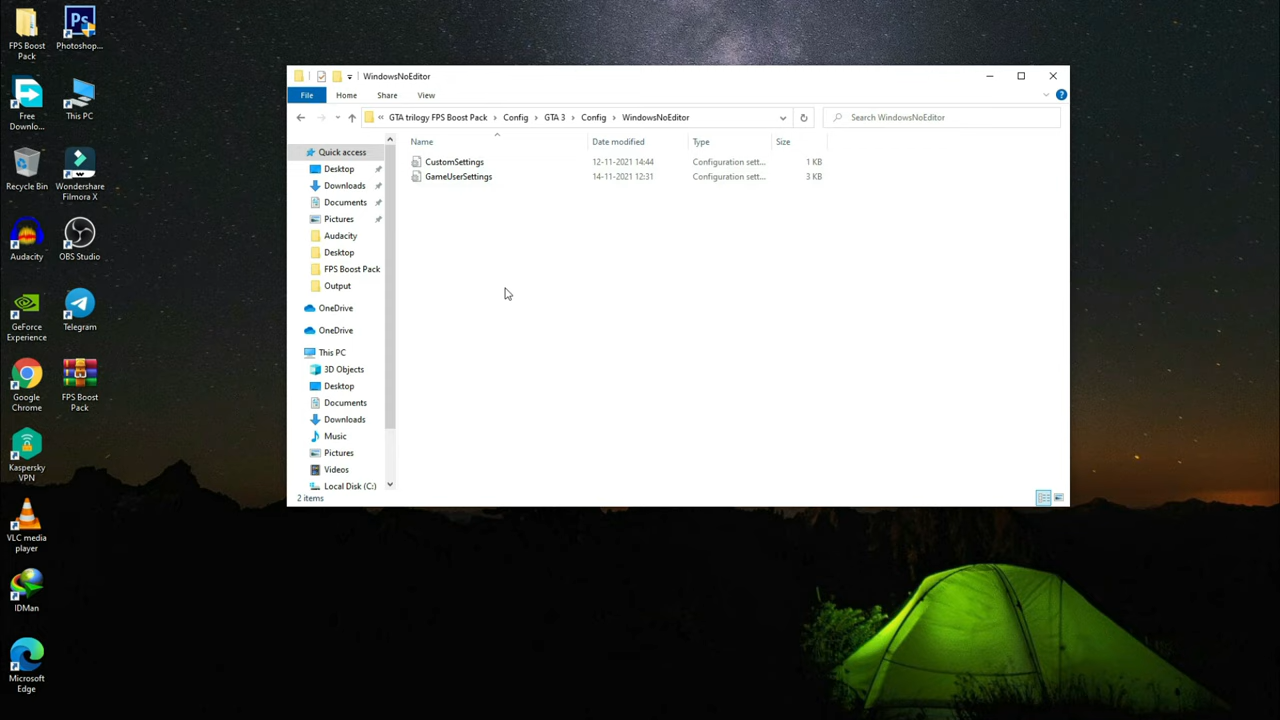 FPS Boost
Pack
Photoshop...
Free
Downlo...
This PC
Recycle Bin
Wondershare
Filmora X
Audacity
OBS Studio
GeForce
Experience
Telegram
Google
Chrome
FPS Boost
Pack
Kaspersky
VPN
VLC media
player
IDMan
Microsoft
Edge
WindowsNoEditor
File Home Share View
« GTA trilogy FPS Boost Pack › Config › GTA 3 › Config › WindowsNoEditor
Search WindowsNoEditor
Name Date modified Type Size
CustomSettings 12-11-2021 14:44 Configuration sett... 1 KB
GameUserSettings 14-11-2021 12:31 Configuration sett... 3 KB
Quick access
Desktop
Downloads
Documents
Pictures
Audacity
Desktop
FPS Boost Pack
Output
OneDrive
OneDrive
This PC
3D Objects
Desktop
Documents
Downloads
Music
Pictures
Videos
Local Disk (C:)
2 items